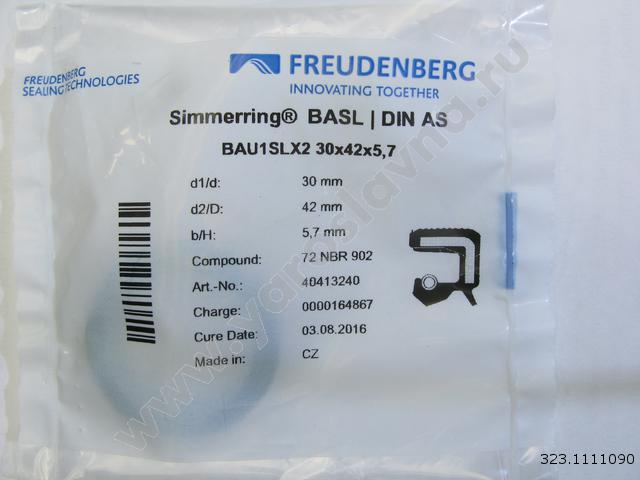 FREUDENBERG
SEALING TECHNOLOGIES
FREUDENBERG
INNOVATING TOGETHER
Simmerring® BASL | DIN AS
BAU1SLX2 30x42x5,7
d1/d: 30 mm
d2/D: 42 mm
b/H: 5,7 mm
Compound: 72 NBR 902
Art.-No.: 40413240
Charge: 0000164867
Cure Date: 03.08.2016
Made in: CZ
www.yaroslavna.ru
323.1111090